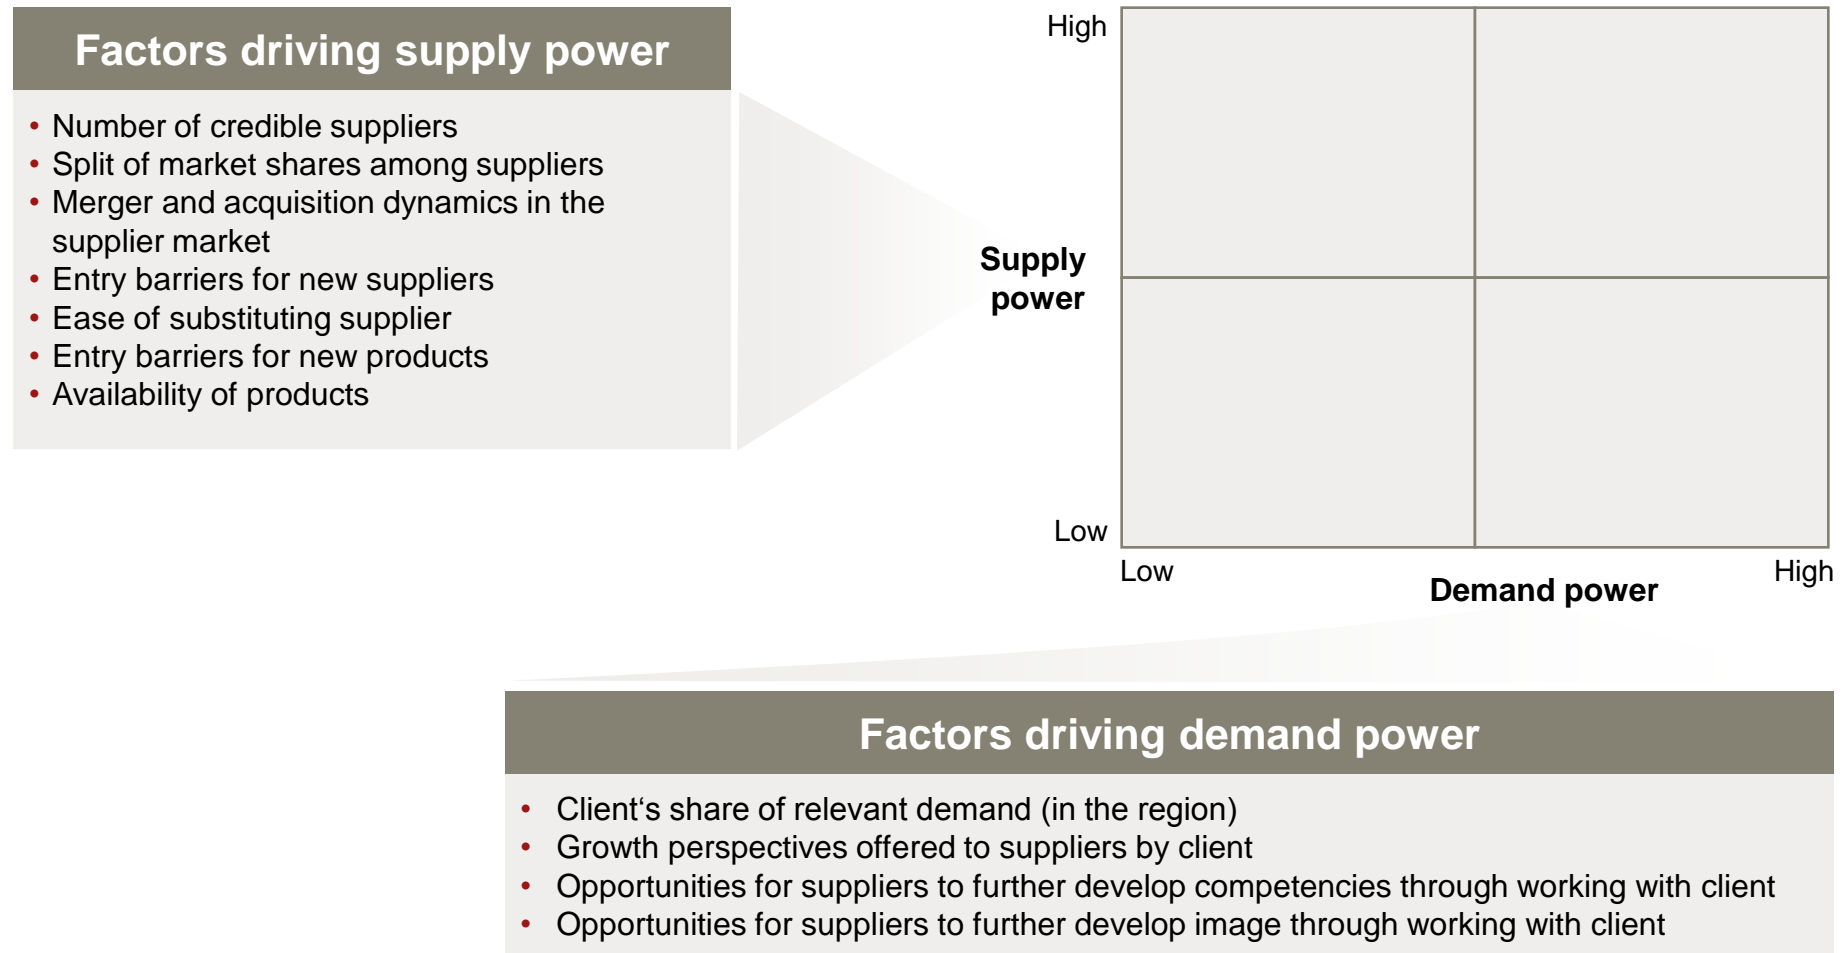 Factors driving supply power
• Number of credible suppliers
• Split of market shares among suppliers
• Merger and acquisition dynamics in the
supplier market
• Entry barriers for new suppliers
• Ease of substituting supplier
• Entry barriers for new products
• Availability of products
High
Supply
power
Low
Low
High
Demand power
Factors driving demand power
• Client‘s share of relevant demand (in the region)
• Growth perspectives offered to suppliers by client
• Opportunities for suppliers to further develop competencies through working with client
• Opportunities for suppliers to further develop image through working with client